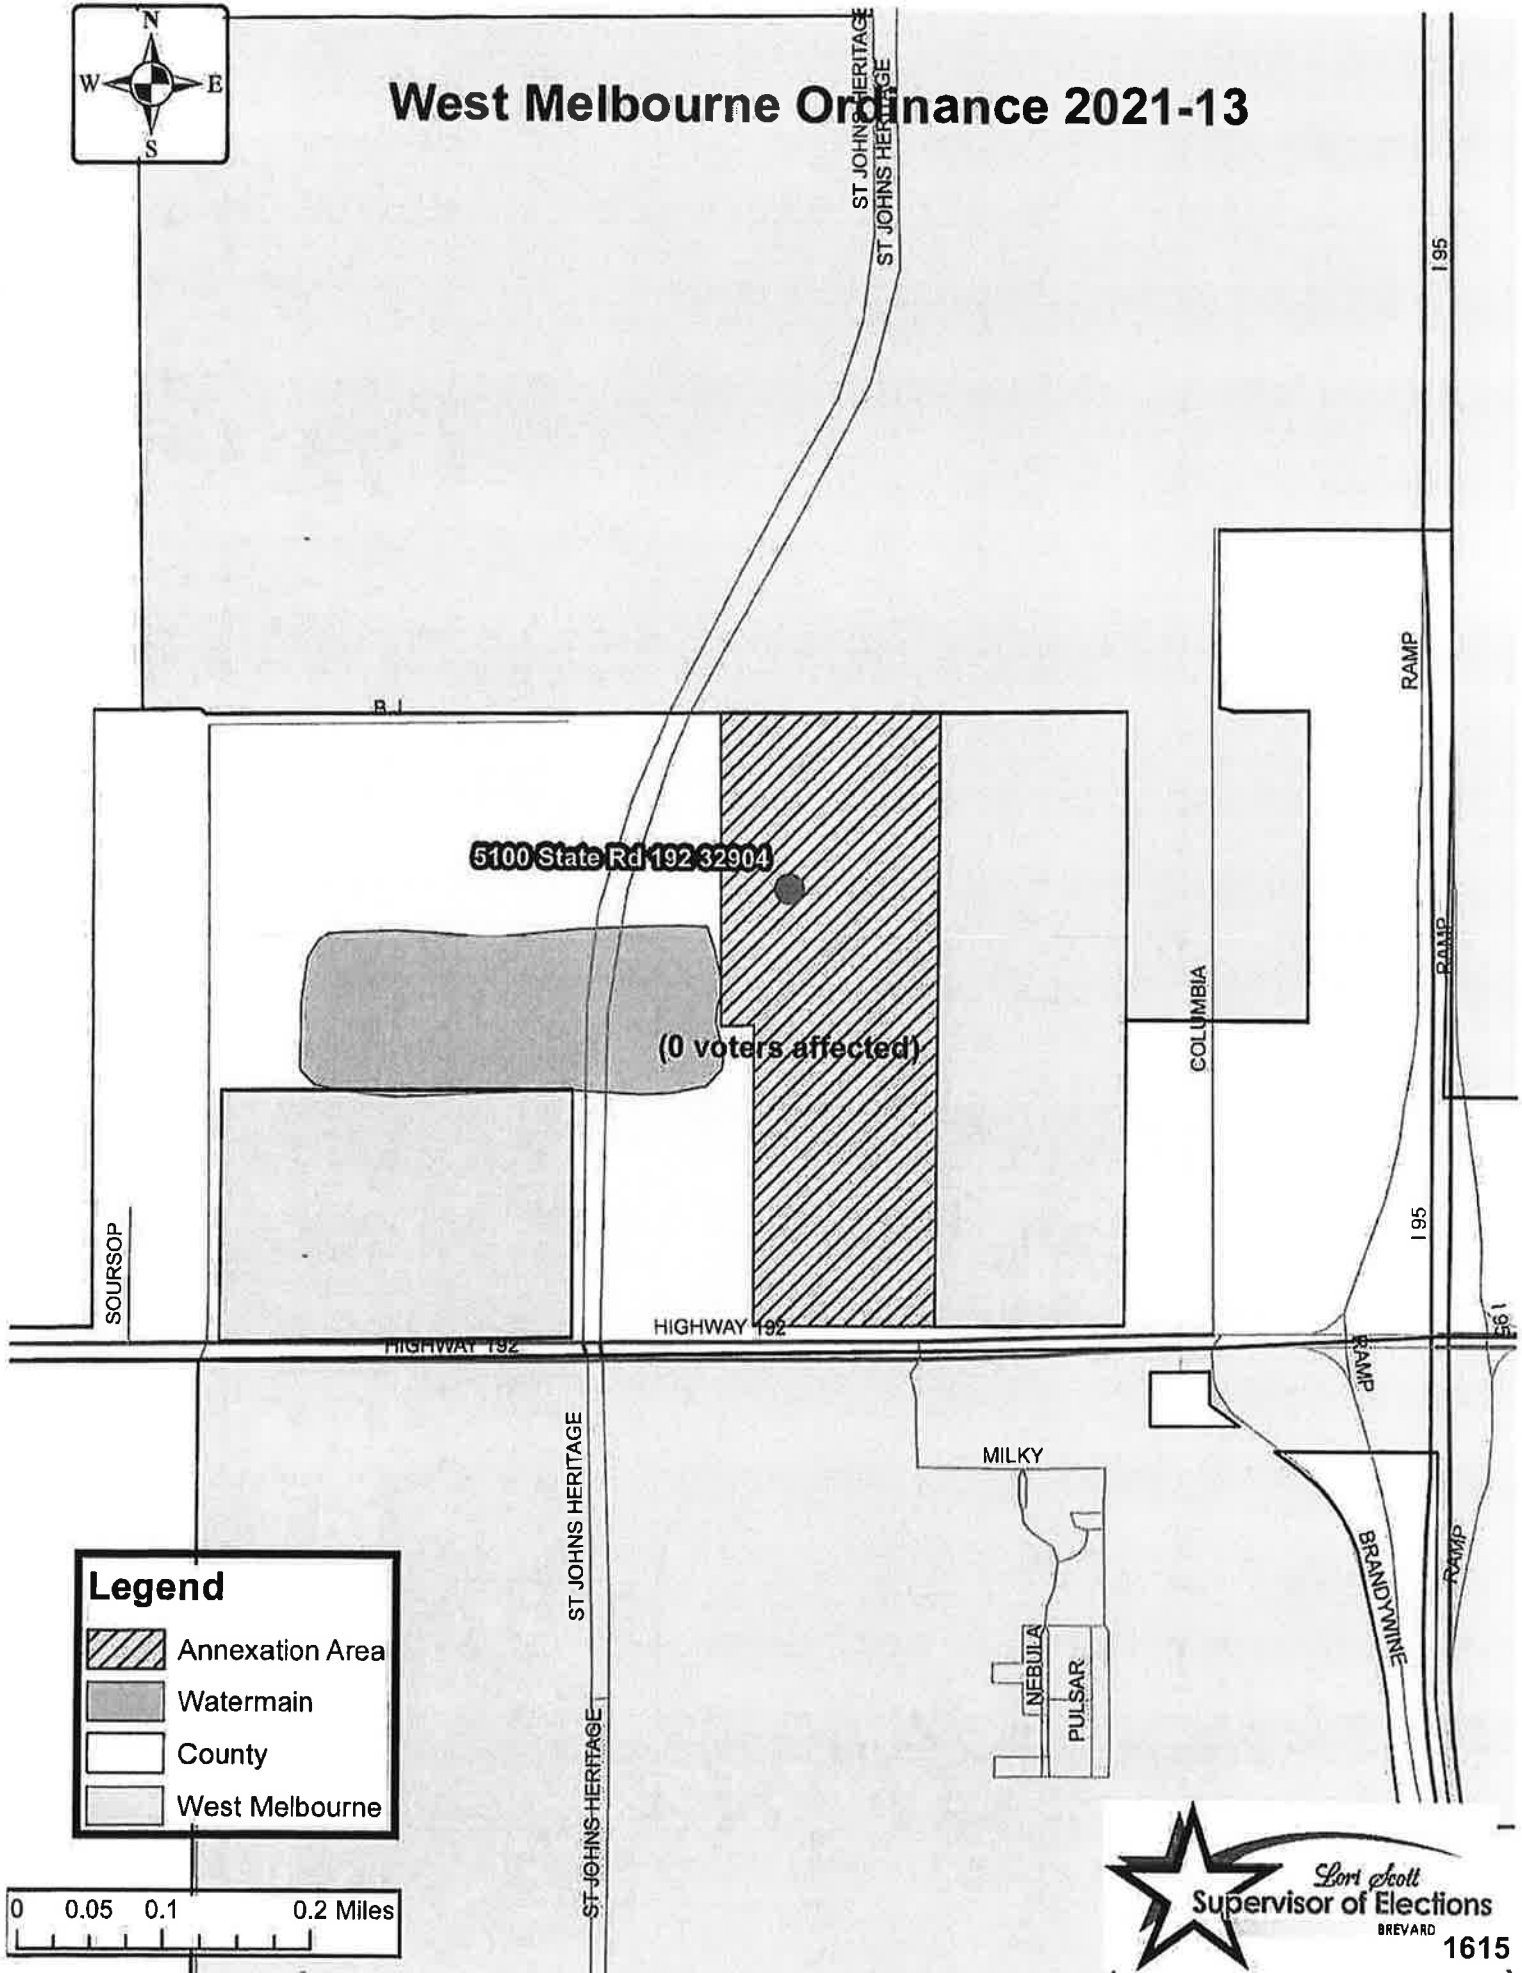 N
W E
S
West Melbourne Ordinance 2021-13
ST JOHNS HERITAGE
ST JOHNS HERITAGE
I 95
RAMP
B J
5100 State Rd 192 32904
RAMP
COLUMBIA
(0 voters affected)
I 95
SOURSOP
HIGHWAY 192
HIGHWAY 192
I 95
RAMP
ST JOHNS HERITAGE
MILKY
BRANDYWINE
RAMP
NEBULA
PULSAR
ST JOHNS HERITAGE
Legend
Annexation Area
Watermain
County
West Melbourne
0 0.05 0.1 0.2 Miles
Lori Scott
Supervisor of Elections
BREVARD
1615